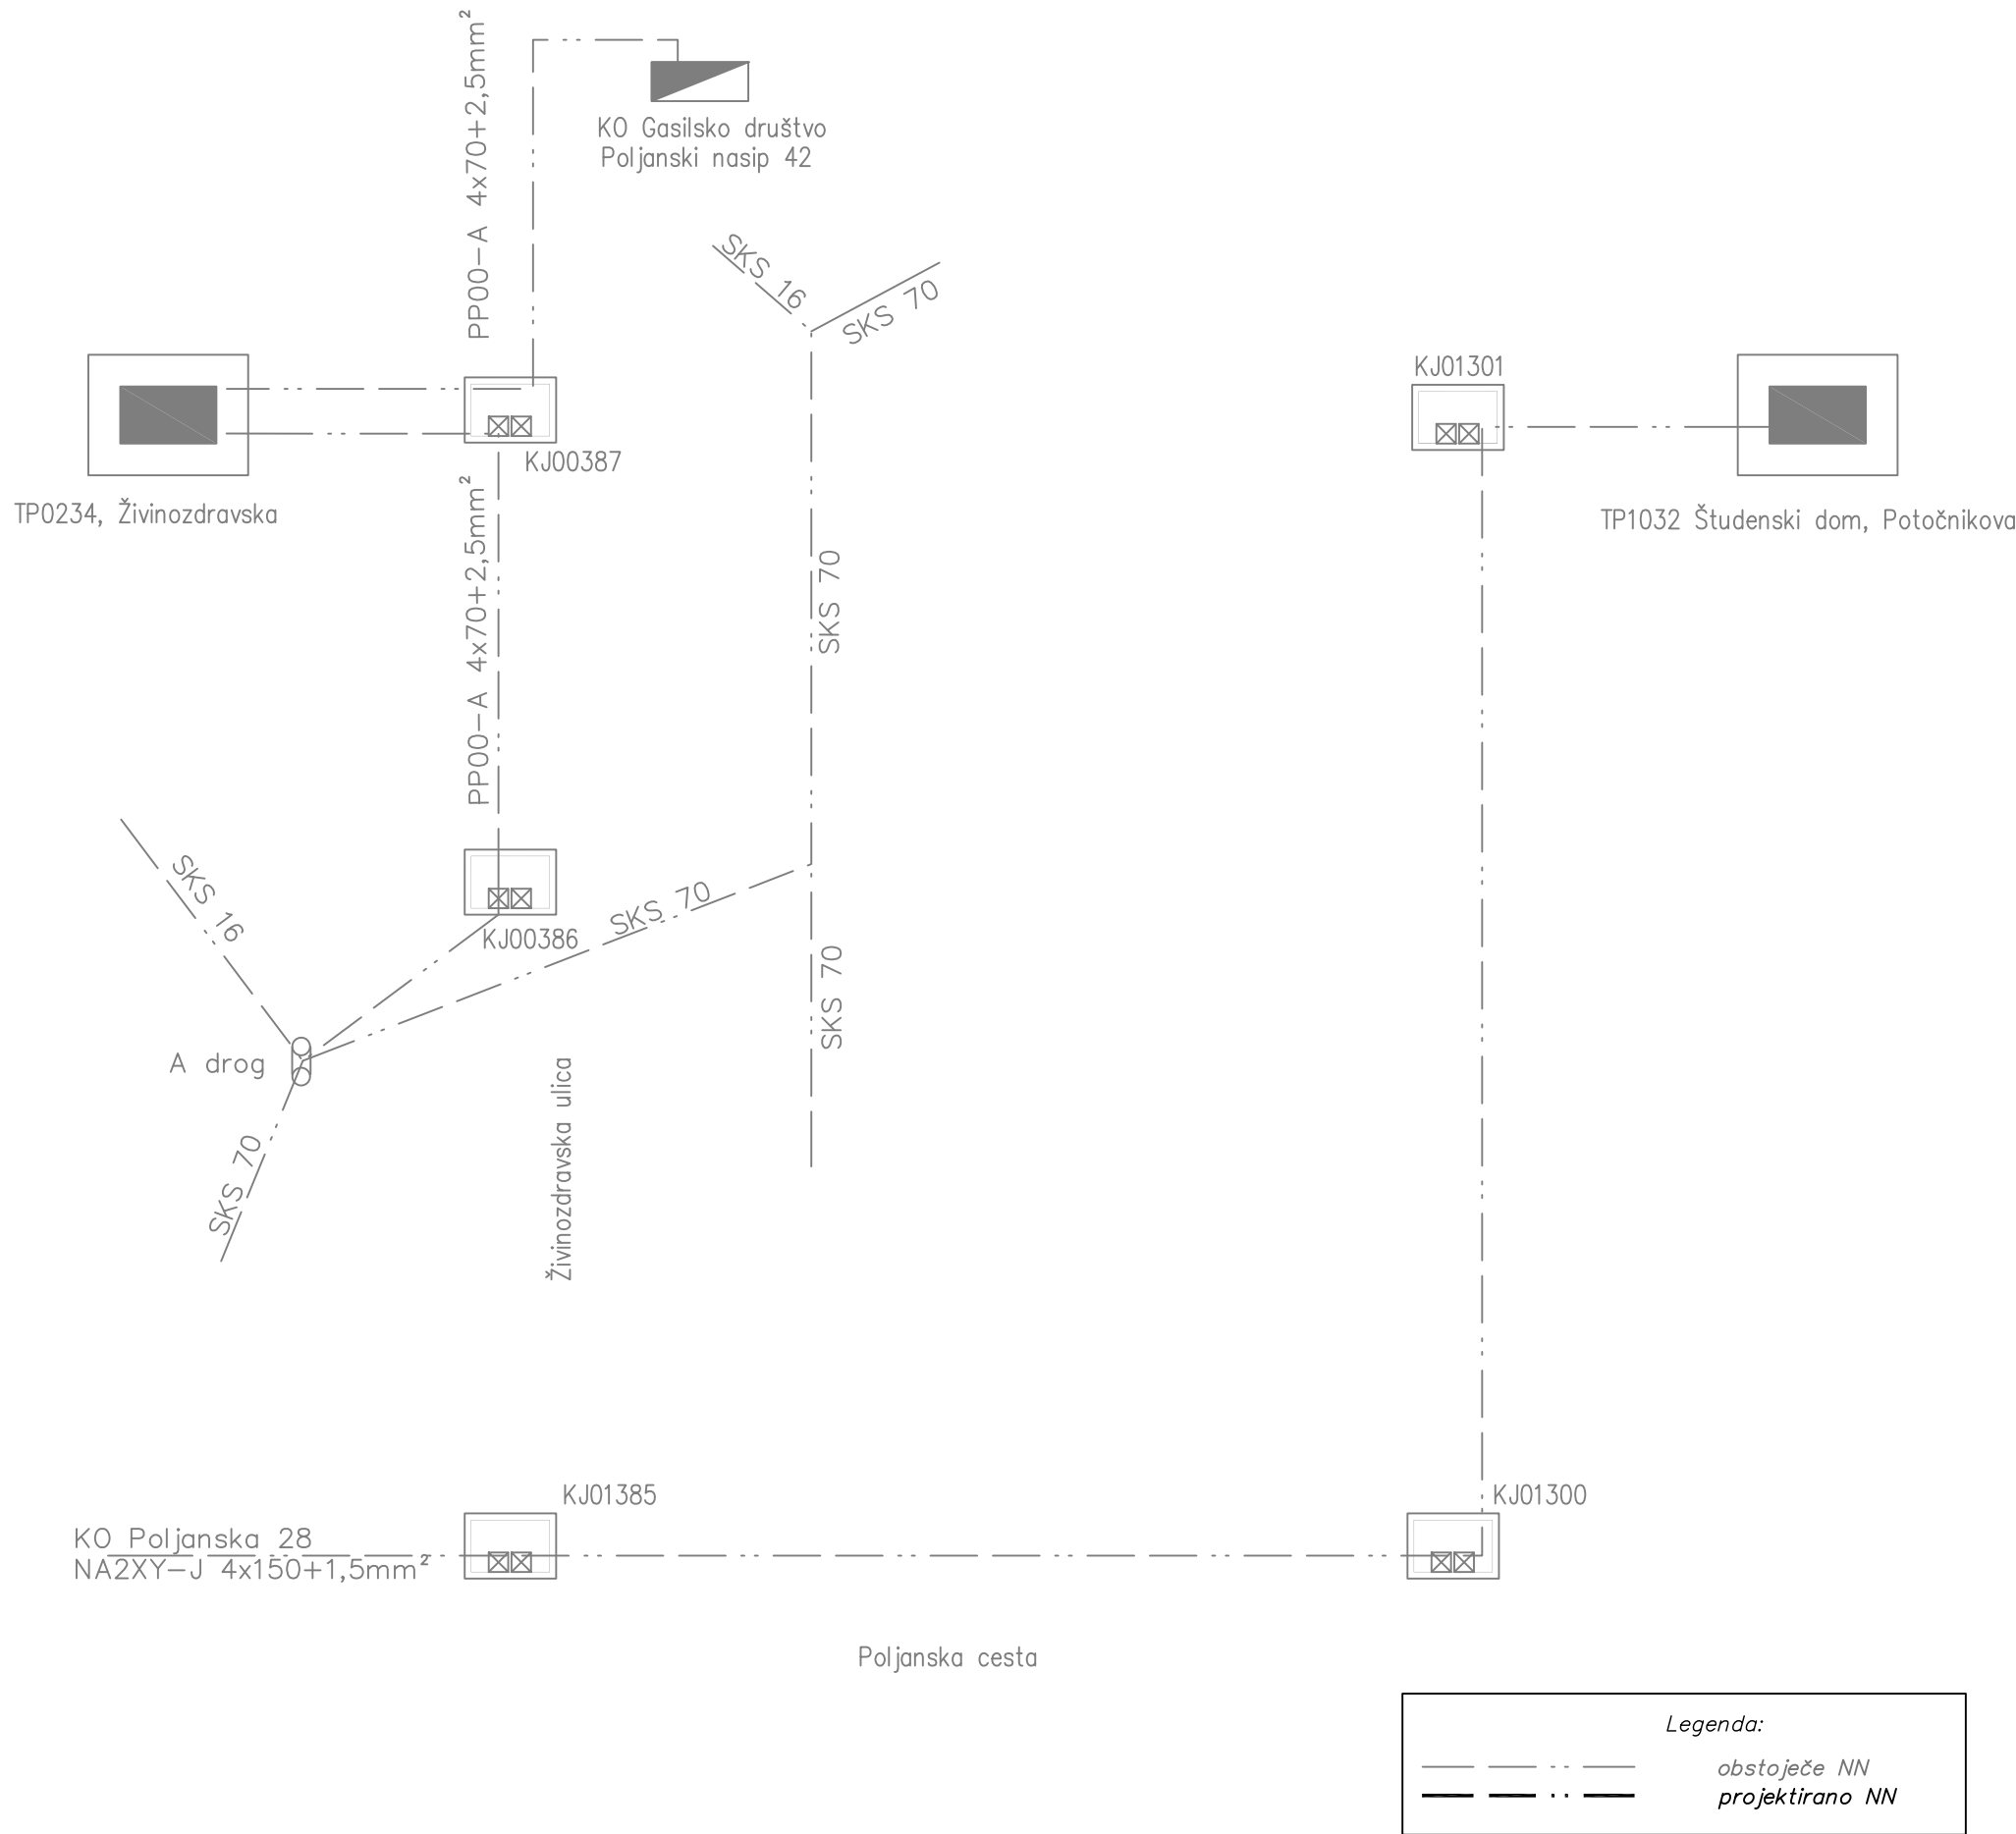 PP00-A 4x70+2,5mm²
KO Gasilsko društvo
Poljanski nasip 42
SKS 16
SKS 70
KJ01301
KJ00387
TP0234, Živinozdravska
TP1032 Študenski dom, Potočnikova
PP00-A 4x70+2,5mm²
SKS 70
SKS 16
SKS 70
KJ00386
SKS 70
A drog
SKS 70
Živinozdravska ulica
KJ01385
KJ01300
KO Poljanska 28
NA2XY-J 4x150+1,5mm²
Poljanska cesta
Legenda:
obstoječe NN
projektirano NN